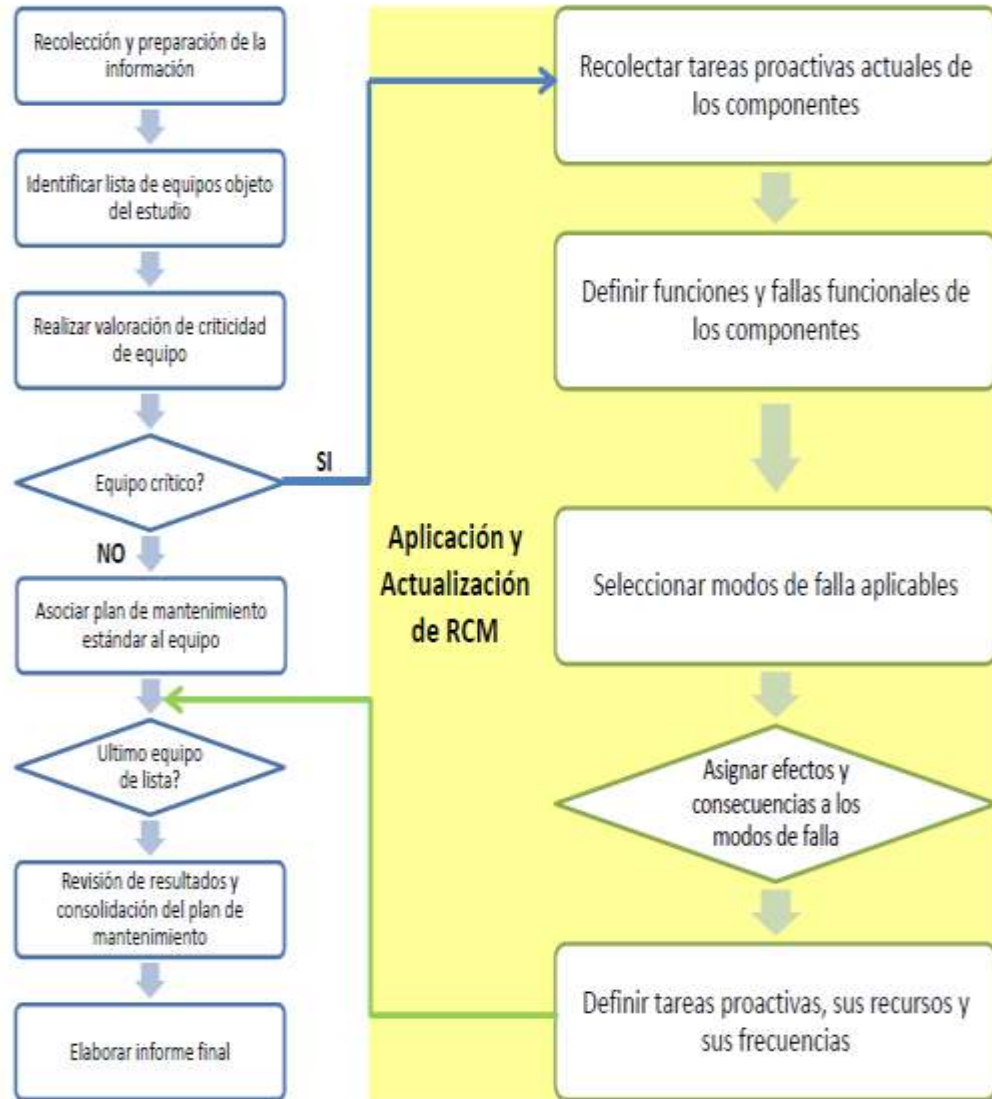 Recolección y preparación de la
información
Identificar lista de equipos objeto
del estudio
Realizar valoración de criticidad
de equipo
Equipo crítico?
SI
NO
Asociar plan de mantenimiento
estándar al equipo
Ultimo equipo
de lista?
Revisión de resultados y
consolidación del plan de
mantenimiento
Elaborar informe final
Aplicación y
Actualización
de RCM
Recolectar tareas proactivas actuales de
los componentes
Definir funciones y fallas funcionales de
los componentes
Seleccionar modos de falla aplicables
Asignar efectos y
consecuencias a los
modos de falla
Definir tareas proactivas, sus recursos y
sus frecuencias